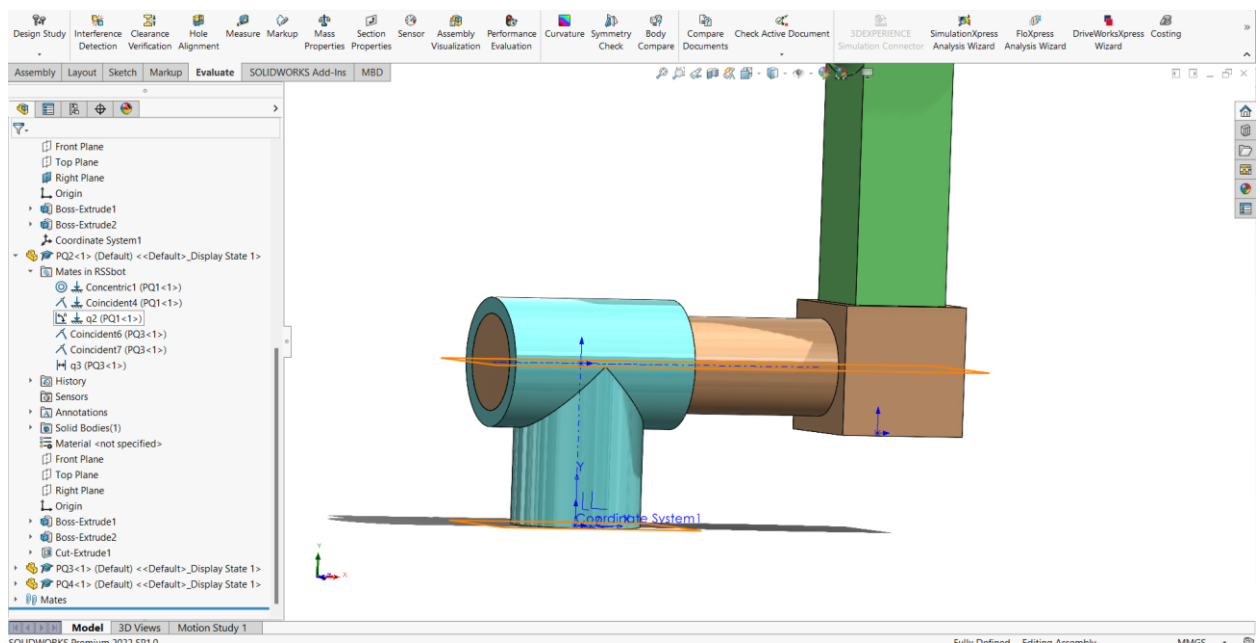 Design Study Interference Detection Clearance Verification Hole Alignment Measure Markup Mass Properties Section Properties Sensor Assembly Visualization Performance Evaluation Curvature Symmetry Check Body Compare Compare Documents Check Active Document 3DEXPERIENCE Simulation Connector SimulationXpress Analysis Wizard FloXpress Analysis Wizard DriveWorksXpress Wizard Costing
Assembly Layout Sketch Markup Evaluate SOLIDWORKS Add-Ins MBD
Front Plane
Top Plane
Right Plane
Origin
Boss-Extrude1
Boss-Extrude2
Coordinate System1
PQ2<1> (Default) <<Default>_Display State 1>
Mates in RSSbot
Concentric1 (PQ1<1>)
Coincident4 (PQ1<1>)
q2 (PQ1<1>)
Coincident6 (PQ3<1>)
Coincident7 (PQ3<1>)
q3 (PQ3<1>)
History
Sensors
Annotations
Solid Bodies(1)
Material <not specified>
Front Plane
Top Plane
Right Plane
Origin
Boss-Extrude1
Boss-Extrude2
Cut-Extrude1
PQ3<1> (Default) <<Default>_Display State 1>
PQ4<1> (Default) <<Default>_Display State 1>
Mates
Y
Coordinate System1
Y
X
Model 3D Views Motion Study 1
SOLIDWORKS Premium 2022 SP1.0 Fully Defined Editing Assembly MMGS